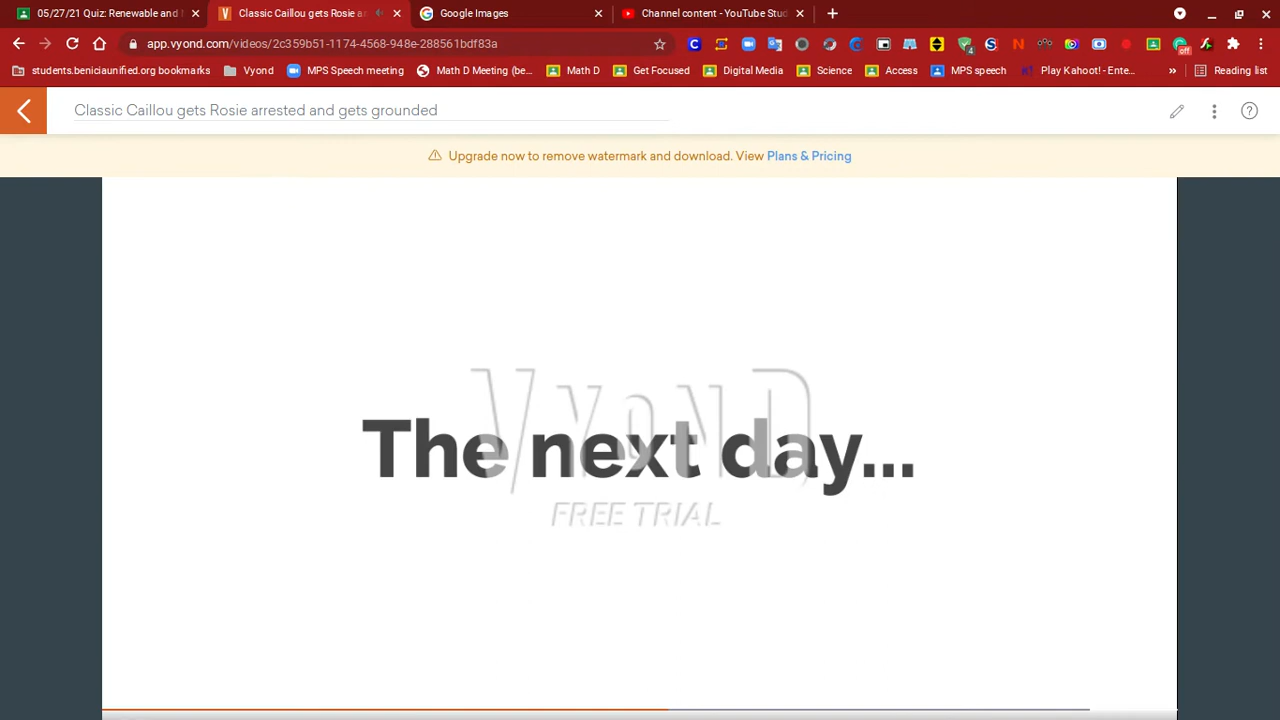 05/27/21 Quiz: Renewable and
Classic Caillou gets Rosie a
Google Images
Channel content - YouTube Stud
app.vyond.com/videos/2c359b51-1174-4568-948e-288561bdf83a
students.beniciaunified.org bookmarks
Vyond
MPS Speech meeting
Math D Meeting (be...
Math D
Get Focused
Digital Media
Science
Access
MPS speech
Play Kahoot! - Ente...
»
Reading list
Classic Caillou gets Rosie arrested and gets grounded
Upgrade now to remove watermark and download. View Plans & Pricing
Vyond
The next day...
FREE TRIAL